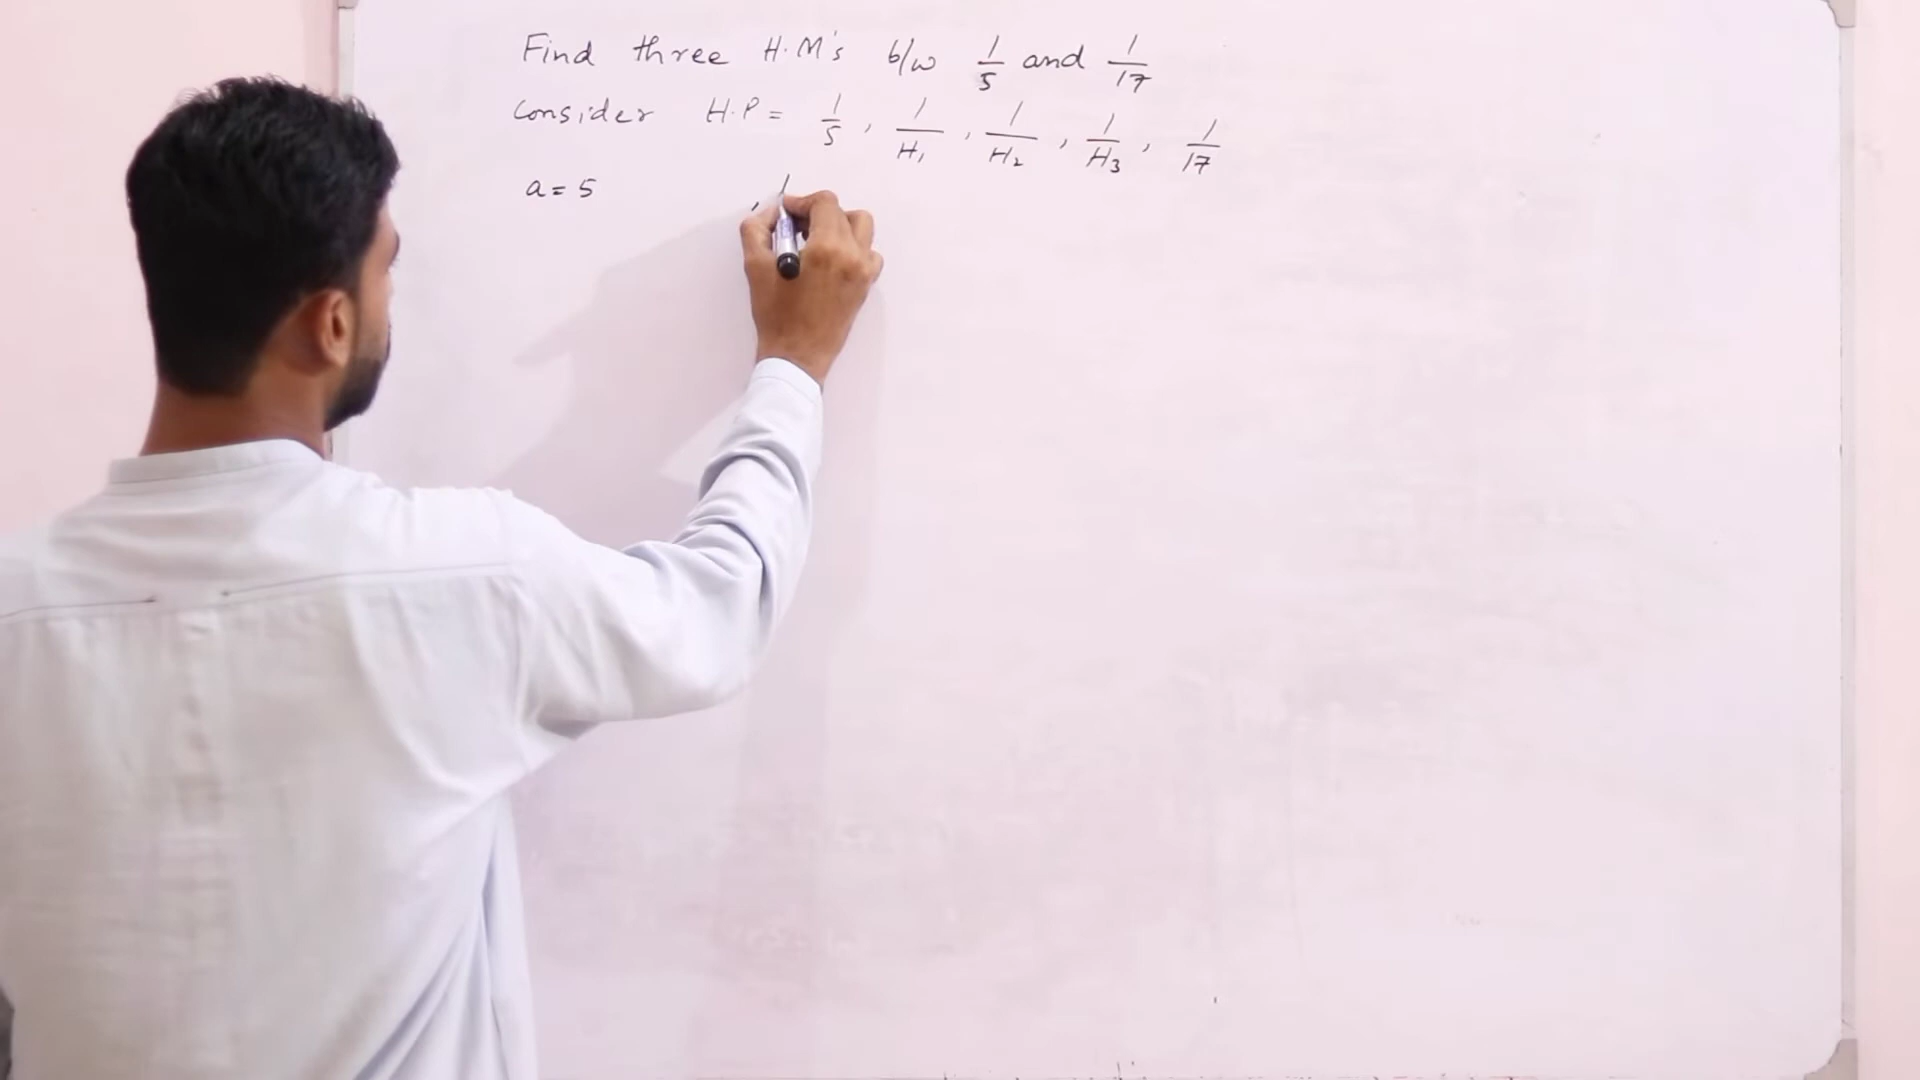 Find three H.M's b/w 1/5 and 1/17
Consider H.P = 1/5, 1/H₁, 1/H₂, 1/H₃, 1/17
a = 5 , 1